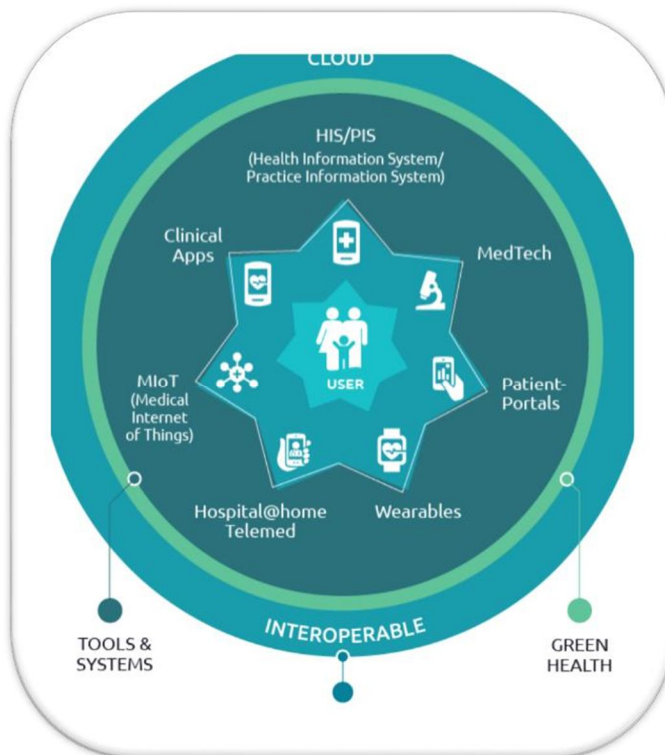 CLOUD
HIS/PIS
(Health Information System/
Practice Information System)
Clinical
Apps
MedTech
USER
MIoT
(Medical
Internet
of Things)
Patient-
Portals
Hospital@home
Telemed
Wearables
INTEROPERABLE
TOOLS &
SYSTEMS
GREEN
HEALTH